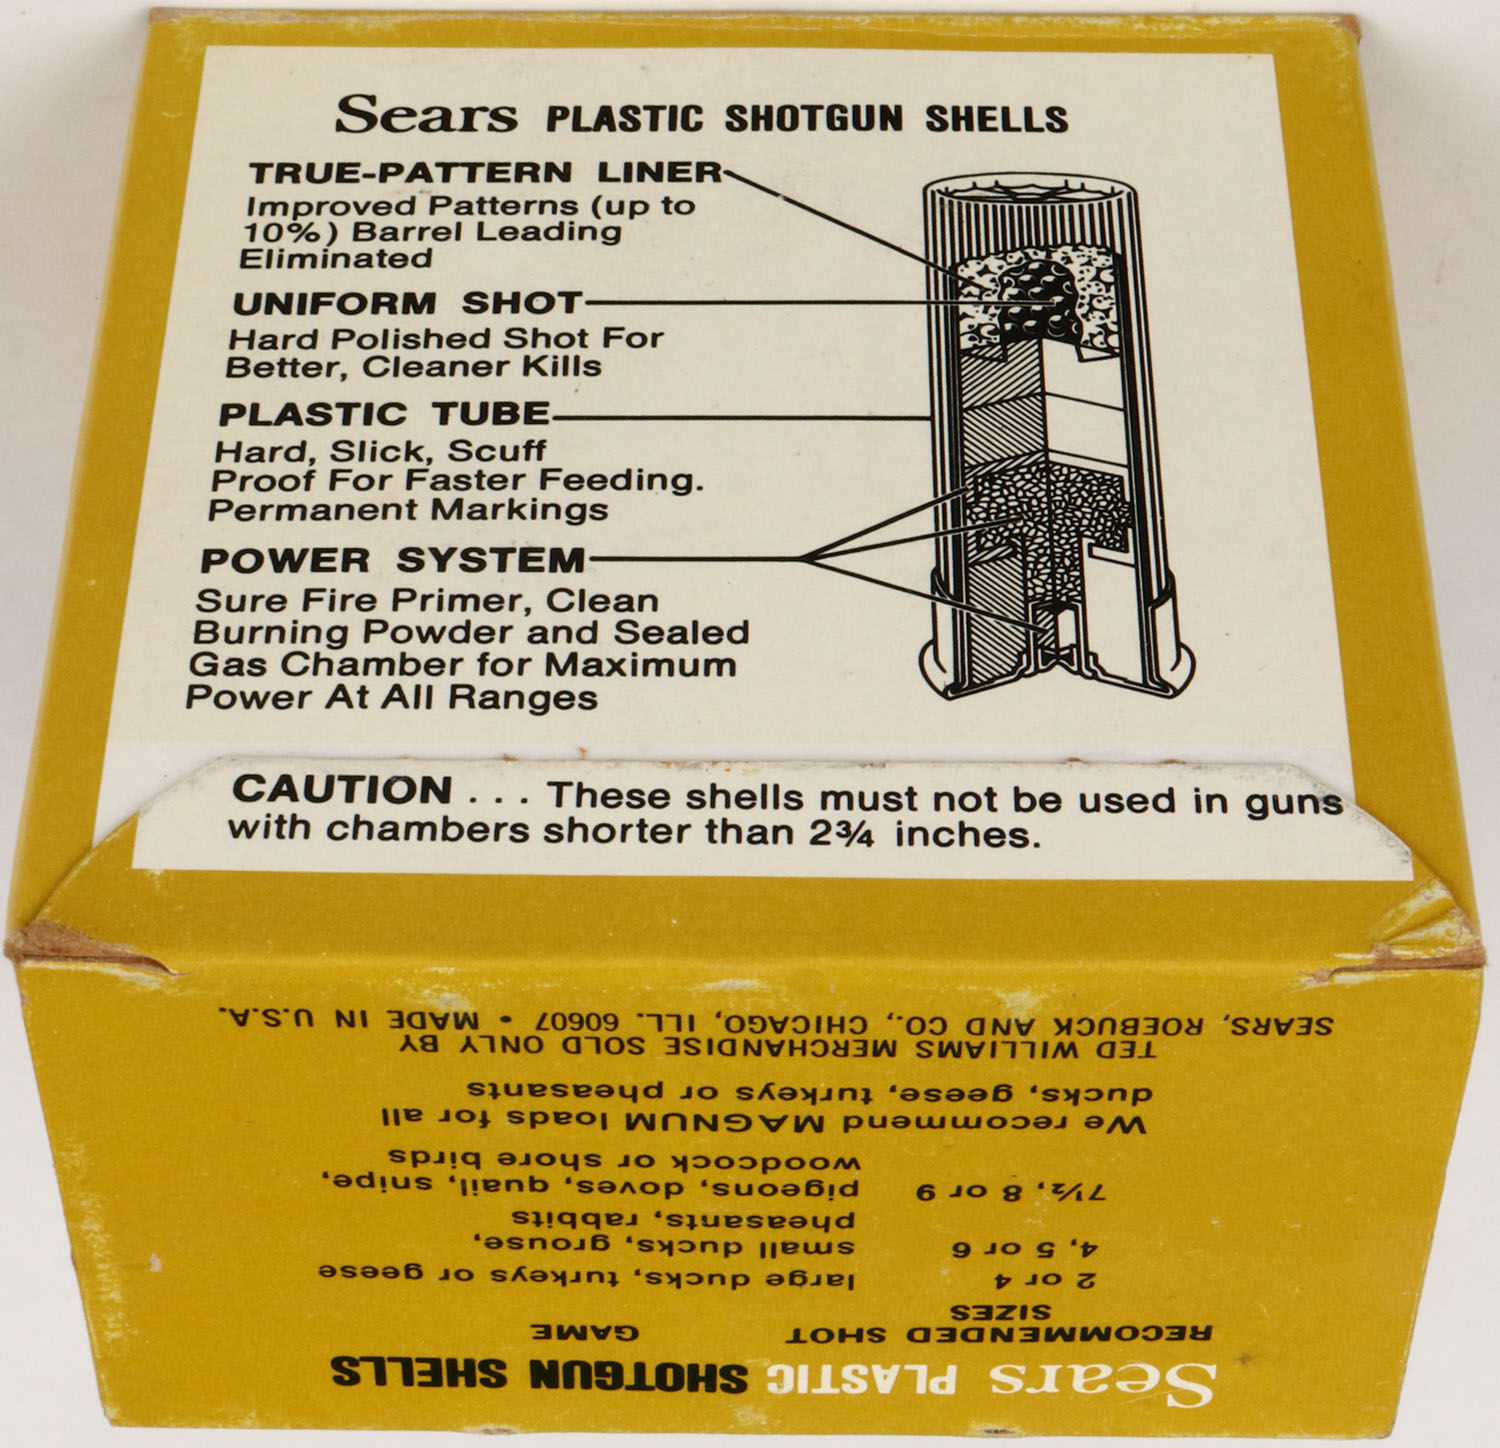 Sears PLASTIC SHOTGUN SHELLS
TRUE-PATTERN LINER
Improved Patterns (up to
10%) Barrel Leading
Eliminated
UNIFORM SHOT
Hard Polished Shot For
Better, Cleaner Kills
PLASTIC TUBE
Hard, Slick, Scuff
Proof For Faster Feeding.
Permanent Markings
POWER SYSTEM
Sure Fire Primer, Clean
Burning Powder and Sealed
Gas Chamber for Maximum
Power At All Ranges
CAUTION . . . These shells must not be used in guns
with chambers shorter than 2¾ inches.
Sears PLASTIC SHOTGUN SHELLS
RECOMMENDED SHOT GAME
SIZES
2 or 4 large ducks, turkeys or geese
4, 5 or 6 small ducks, grouse,
pheasants, rabbits
7½, 8 or 9 pigeons, doves, quail, snipe,
woodcock or shore birds
We recommend MAGNUM loads for all
ducks, geese, turkeys or pheasants
TED WILLIAMS MERCHANDISE SOLD ONLY BY
SEARS, ROEBUCK AND CO., CHICAGO, ILL. 60607 • MADE IN U.S.A.